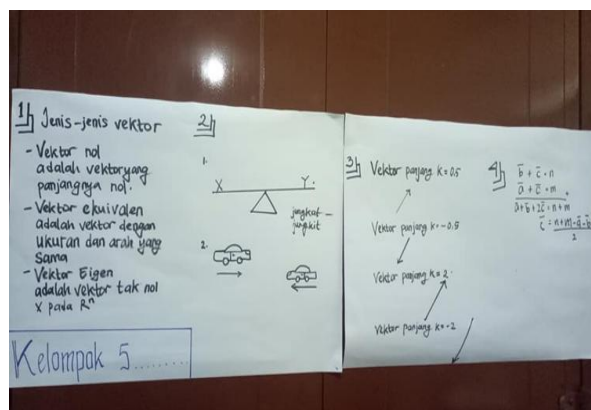 1
Jenis-jenis vektor
- Vektor nol
adalah vektor yang
panjangnya nol.
- Vektor ekuivalen
adalah vektor dengan
ukuran dan arah yang
sama
- Vektor Eigen
adalah vektor tak nol
x pada Rⁿ
Kelompok 5.........
2
1.
X Y.
jungkat-
jungkit
2.
3
Vektor panjang k=0.5
Vektor panjang k=-0.5
Vektor panjang k=2.
Vektor panjang k=-2
4
b̅ + c̅ = n
a̅ + c̅ = m +
a̅+b̅+2c̅ = n+m
c̅ = n+m-a̅-b̅
2